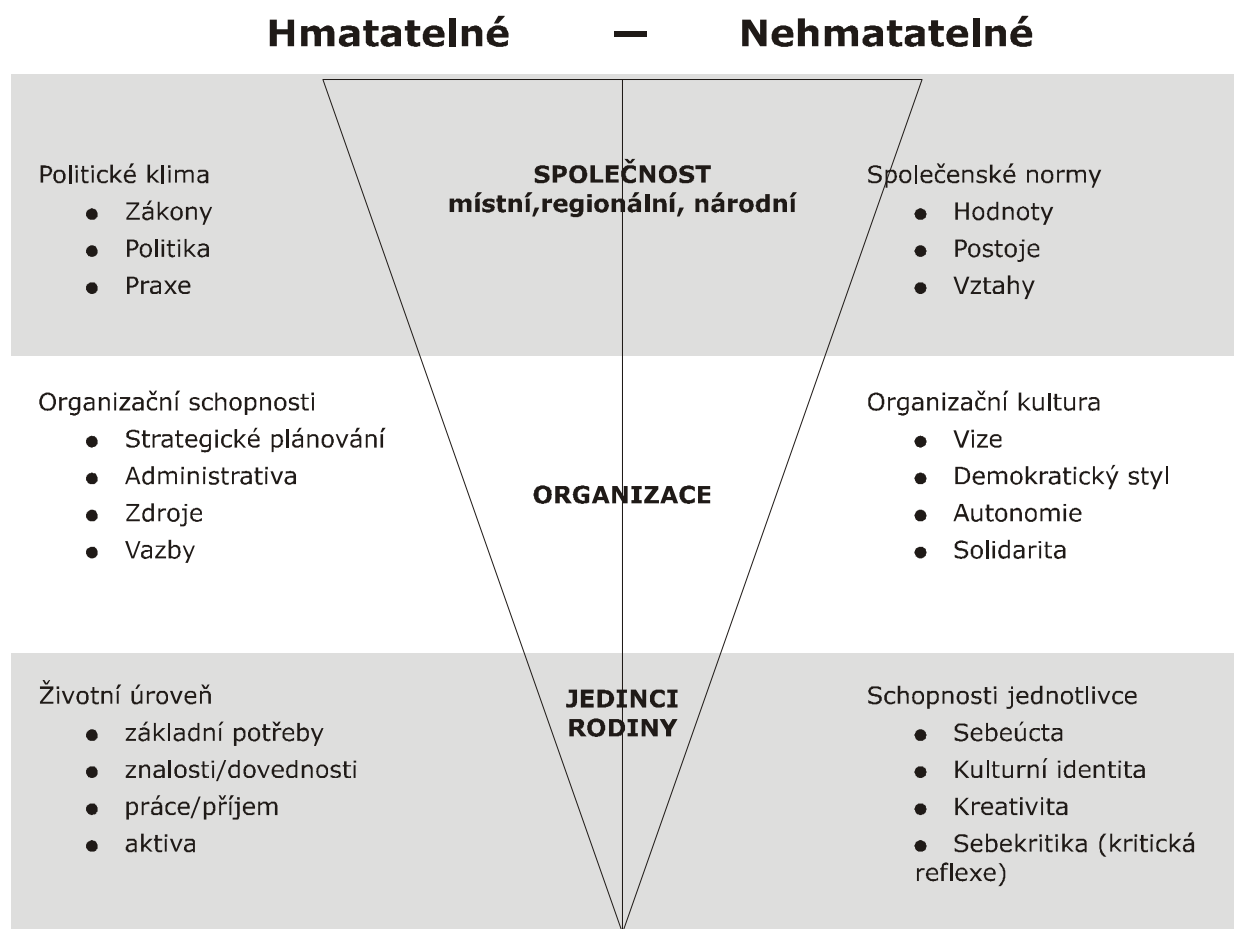 Hmatatelné — Nehmatatelné
SPOLEČNOST
místní,regionální, národní
Politické klima
● Zákony
● Politika
● Praxe
Společenské normy
● Hodnoty
● Postoje
● Vztahy
ORGANIZACE
Organizační schopnosti
● Strategické plánování
● Administrativa
● Zdroje
● Vazby
Organizační kultura
● Vize
● Demokratický styl
● Autonomie
● Solidarita
JEDINCI
RODINY
Životní úroveň
● základní potřeby
● znalosti/dovednosti
● práce/příjem
● aktiva
Schopnosti jednotlivce
● Sebeúcta
● Kulturní identita
● Kreativita
● Sebekritika (kritická
reflexe)